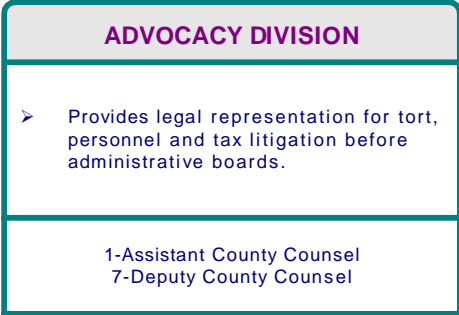 ADVOCACY DIVISION
➢ Provides legal representation for tort,
personnel and tax litigation before
administrative boards.
1-Assistant County Counsel
7-Deputy County Counsel